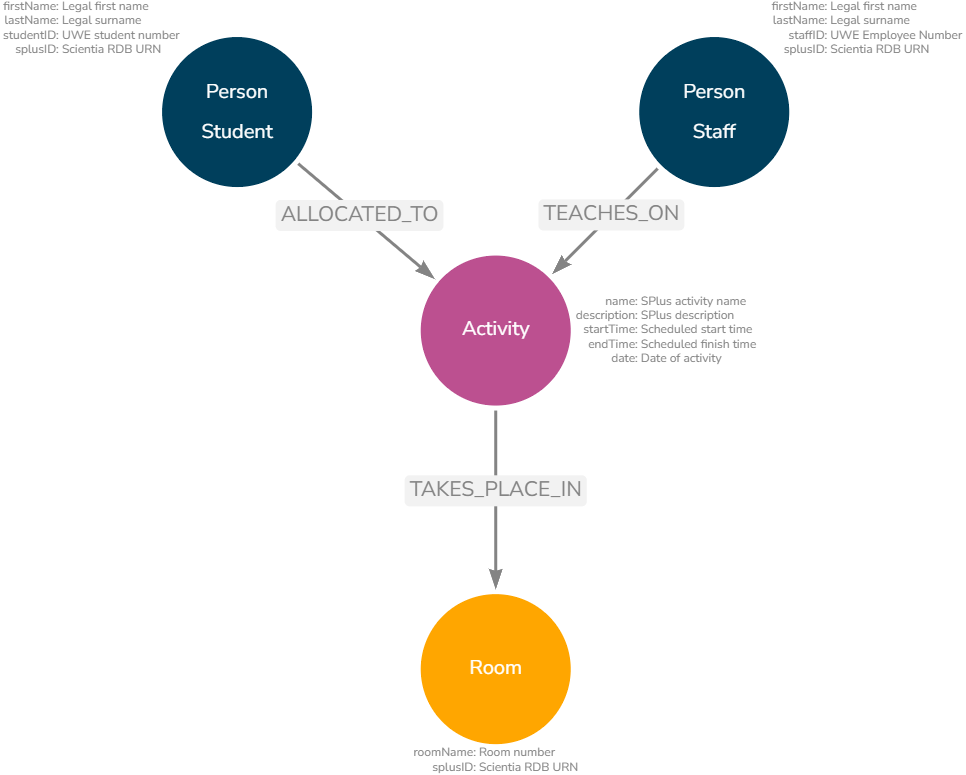 firstName: Legal first name
lastName: Legal surname
studentID: UWE student number
splusID: Scientia RDB URN
firstName: Legal first name
lastName: Legal surname
staffID: UWE Employee Number
splusID: Scientia RDB URN
Person
Student
Person
Staff
ALLOCATED_TO
TEACHES_ON
Activity
name: SPlus activity name
description: SPlus description
startTime: Scheduled start time
endTime: Scheduled finish time
date: Date of activity
TAKES_PLACE_IN
Room
roomName: Room number
splusID: Scientia RDB URN